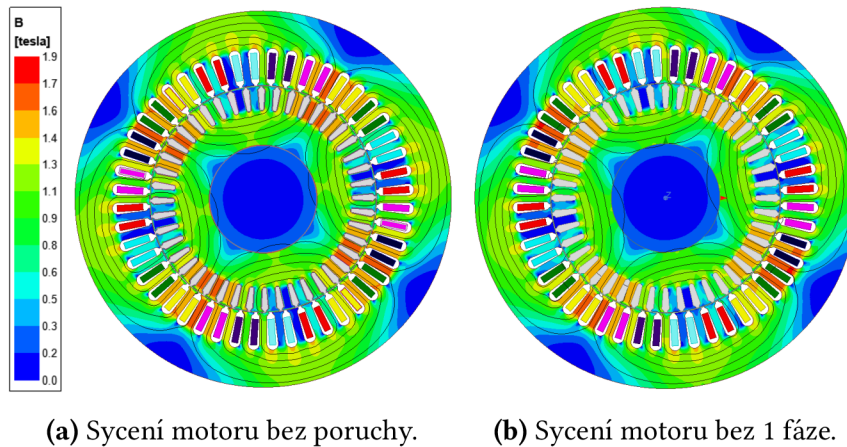 B
[tesla]
1.9
1.7
1.6
1.4
1.3
1.1
0.9
0.8
0.6
0.5
0.3
0.2
0.0
Z
(a) Sycení motoru bez poruchy.
(b) Sycení motoru bez 1 fáze.